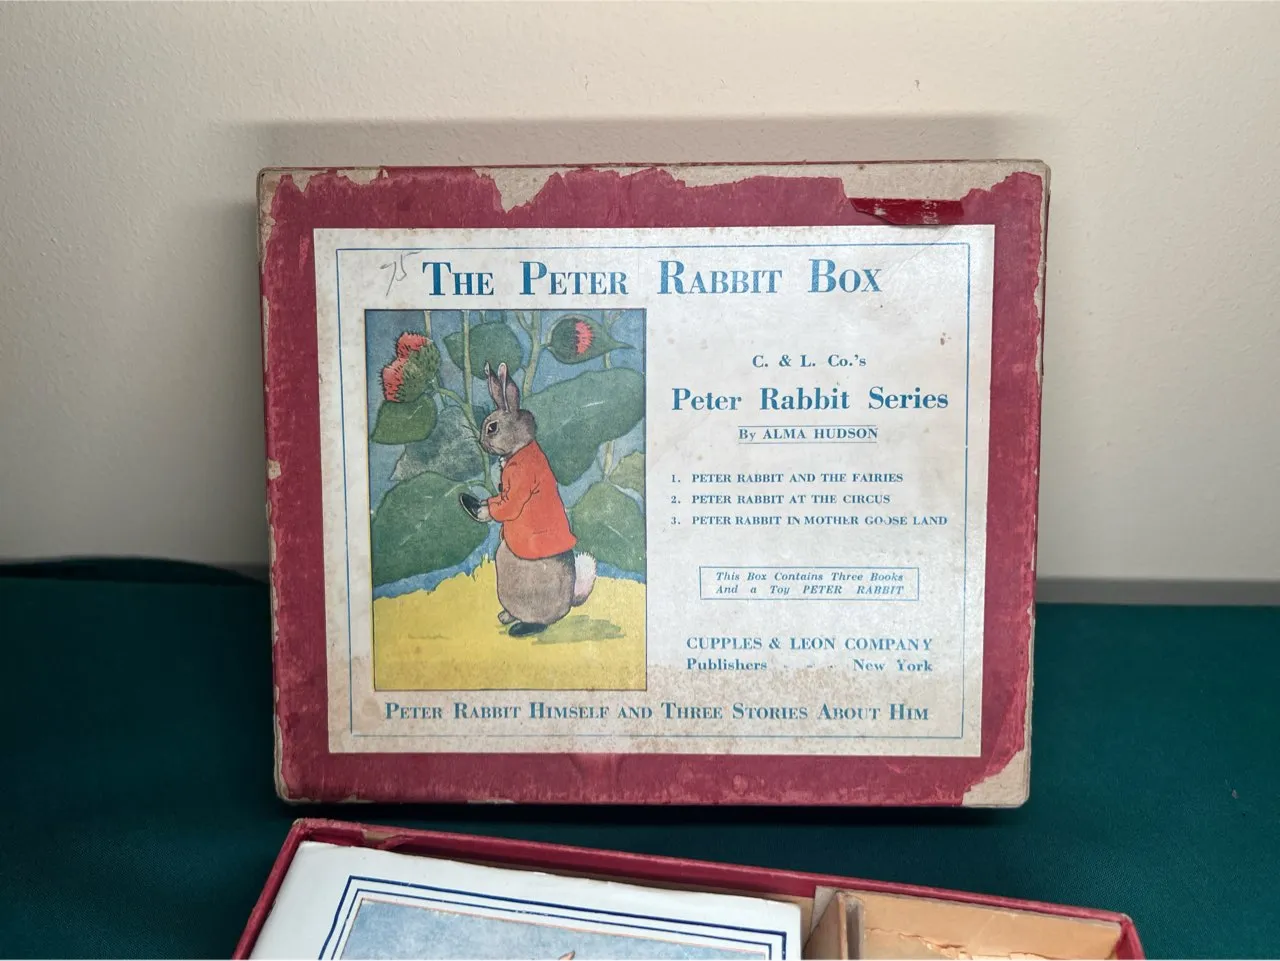 75
THE PETER RABBIT BOX
C. & L. Co.'s
Peter Rabbit Series
By ALMA HUDSON
1. PETER RABBIT AND THE FAIRIES
2. PETER RABBIT AT THE CIRCUS
3. PETER RABBIT IN MOTHER GOOSE LAND
This Box Contains Three Books
And a Toy PETER RABBIT
CUPPLES & LEON COMPANY
Publishers - - - New York
PETER RABBIT HIMSELF AND THREE STORIES ABOUT HIM